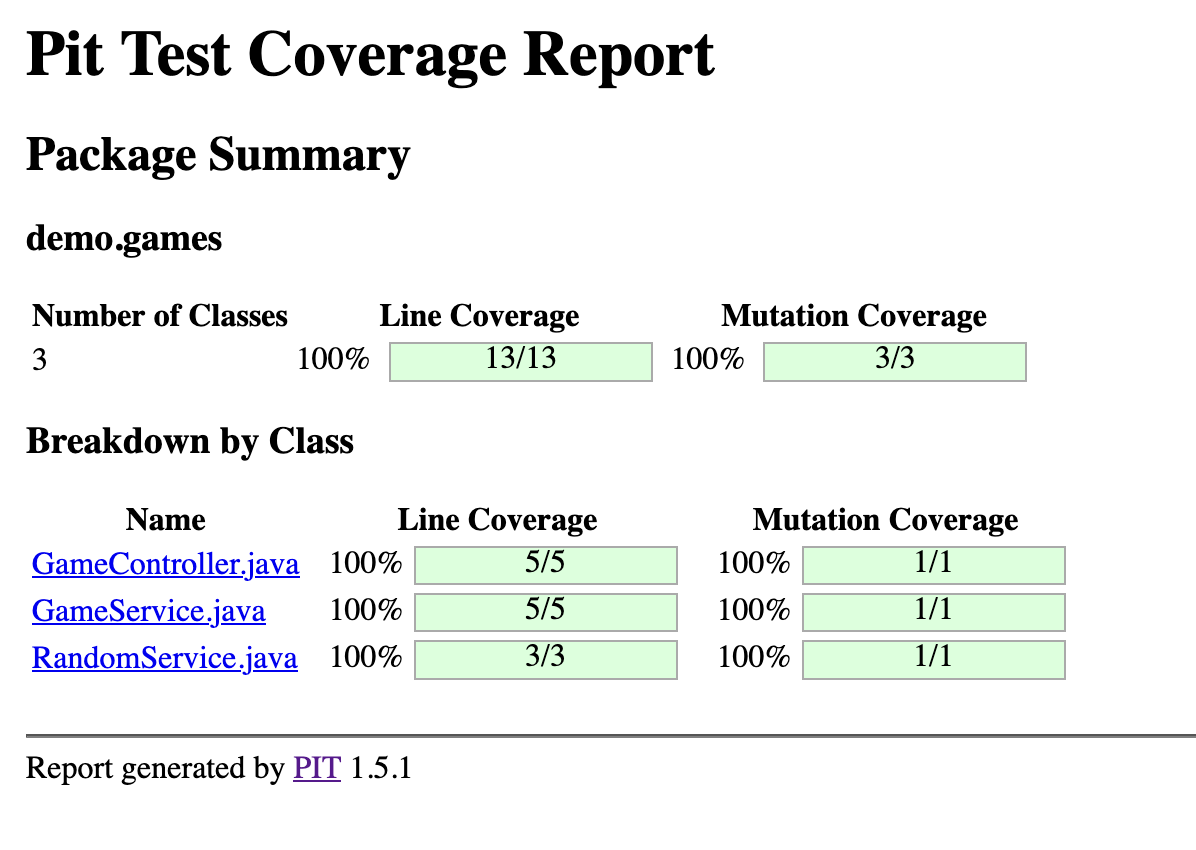 Pit Test Coverage Report
Package Summary
demo.games
Number of Classes Line Coverage Mutation Coverage
3 100% 13/13 100% 3/3
Breakdown by Class
Name Line Coverage Mutation Coverage
GameController.java 100% 5/5 100% 1/1
GameService.java 100% 5/5 100% 1/1
RandomService.java 100% 3/3 100% 1/1
Report generated by PIT 1.5.1